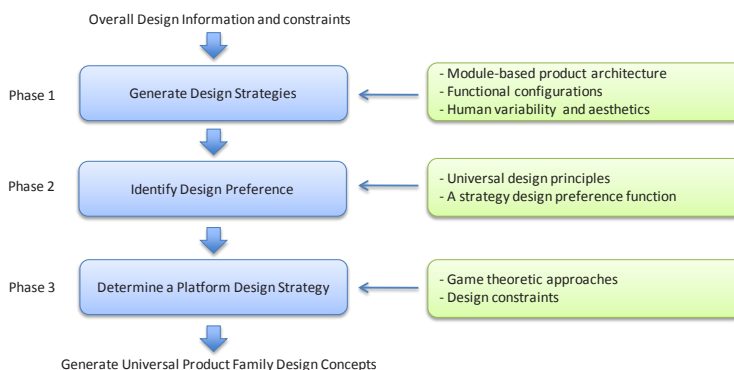 Overall Design Information and constraints
Phase 1
Generate Design Strategies
- Module-based product architecture
- Functional configurations
- Human variability and aesthetics
Phase 2
Identify Design Preference
- Universal design principles
- A strategy design preference function
Phase 3
Determine a Platform Design Strategy
- Game theoretic approaches
- Design constraints
Generate Universal Product Family Design Concepts